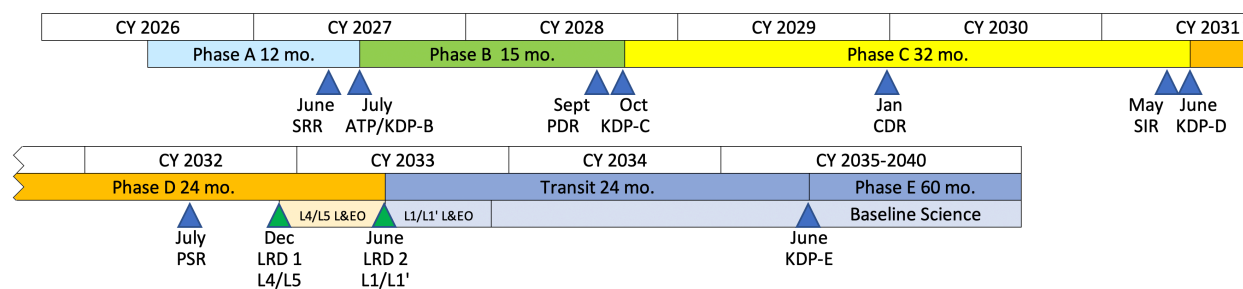 CY 2026 CY 2027 CY 2028 CY 2029 CY 2030 CY 2031
Phase A 12 mo. Phase B 15 mo. Phase C 32 mo.
June July Sept Oct Jan May June
SRR ATP/KDP-B PDR KDP-C CDR SIR KDP-D
CY 2032 CY 2033 CY 2034 CY 2035-2040
Phase D 24 mo. Transit 24 mo. Phase E 60 mo.
L4/L5 L&EO L1/L1' L&EO Baseline Science
July Dec June June
PSR LRD 1 LRD 2 KDP-E
L4/L5 L1/L1'